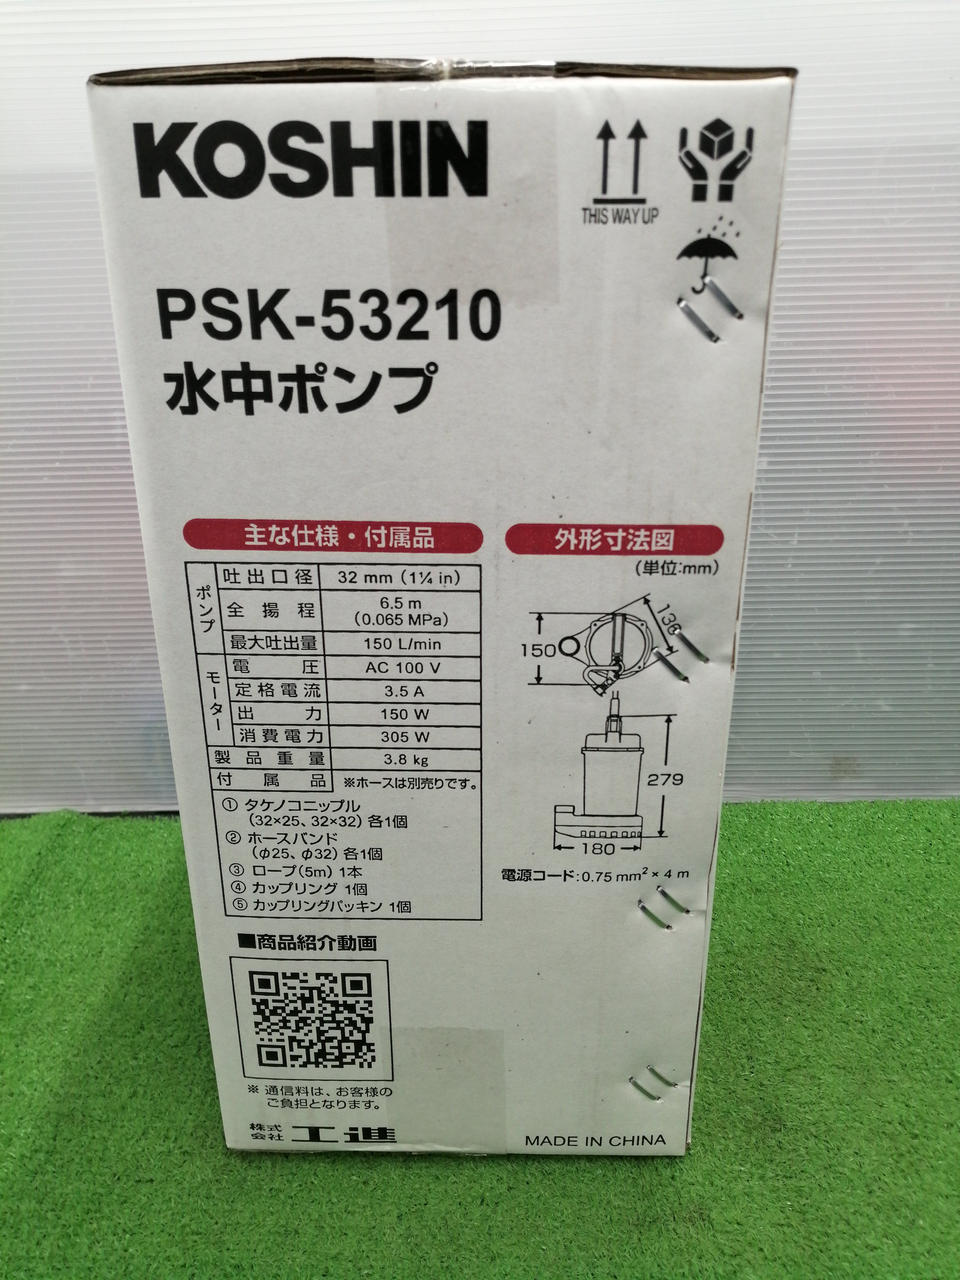 KOSHIN
THIS WAY UP
PSK-53210
水中ポンプ
主な仕様・付属品
ポンプ
吐出口径 32 mm (1¼ in)
全揚程 6.5 m
(0.065 MPa)
最大吐出量 150 L/min
モーター
電圧 AC 100 V
定格電流 3.5 A
出力 150 W
消費電力 305 W
製品重量 3.8 kg
付属品 ※ホースは別売りです。
① タケノコニップル
(32×25、32×32) 各1個
② ホースバンド
(φ25、φ32) 各1個
③ ロープ(5m) 1本
④ カップリング 1個
⑤ カップリングパッキン 1個
外形寸法図
(単位:mm)
138
150
279
180
電源コード:0.75 mm² × 4 m
■商品紹介動画
※ 通信料は、お客様の
ご負担となります。
株式会社 工進
MADE IN CHINA